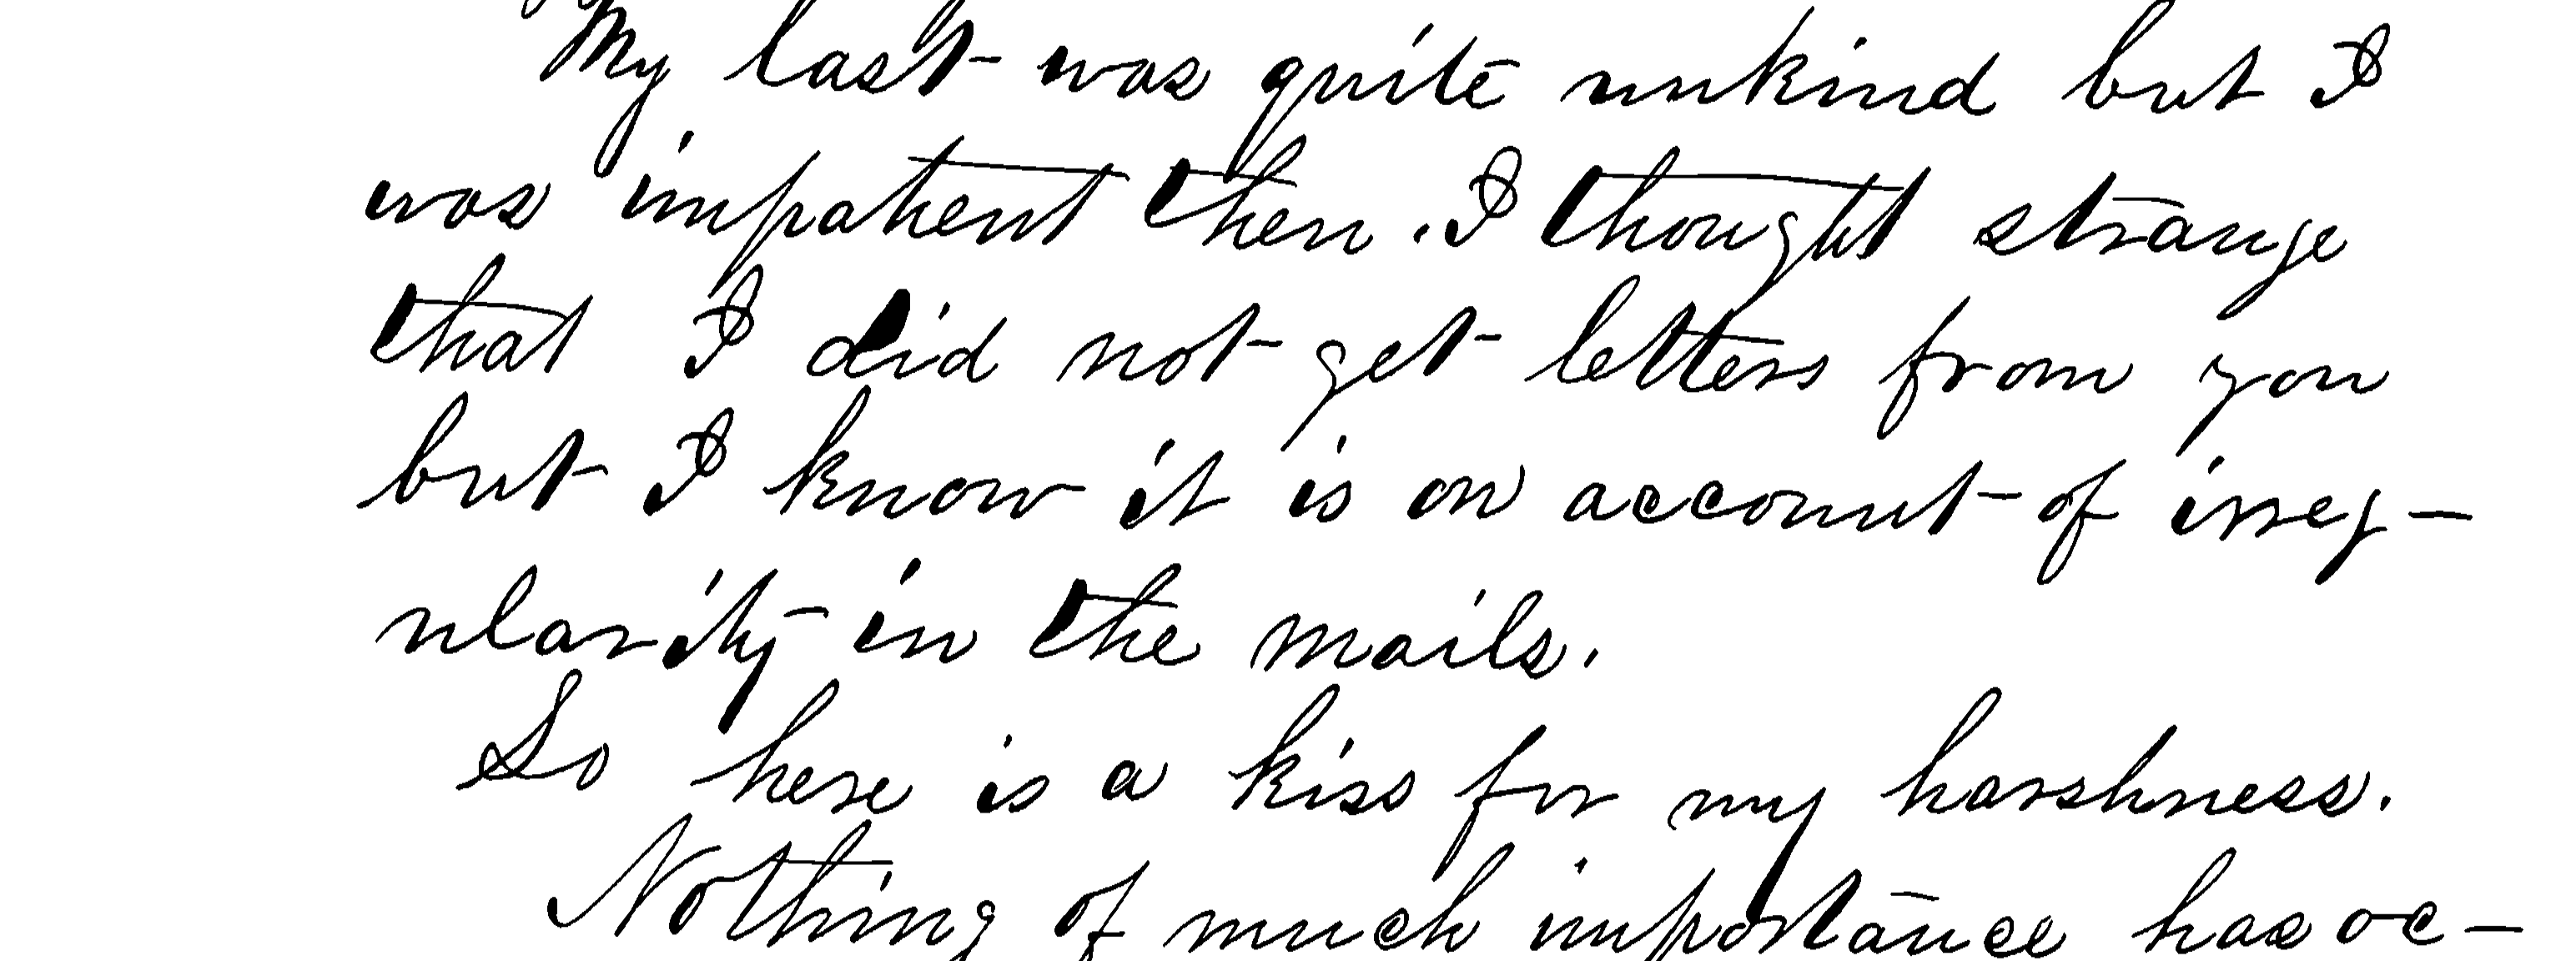 My last was quite unkind but I
was impatient then. I thought strange
that I did not get letters from you
but I know it is on account of irreg-
ularity in the mails.
So here is a kiss for my harshness.
Nothing of much importance has oc-